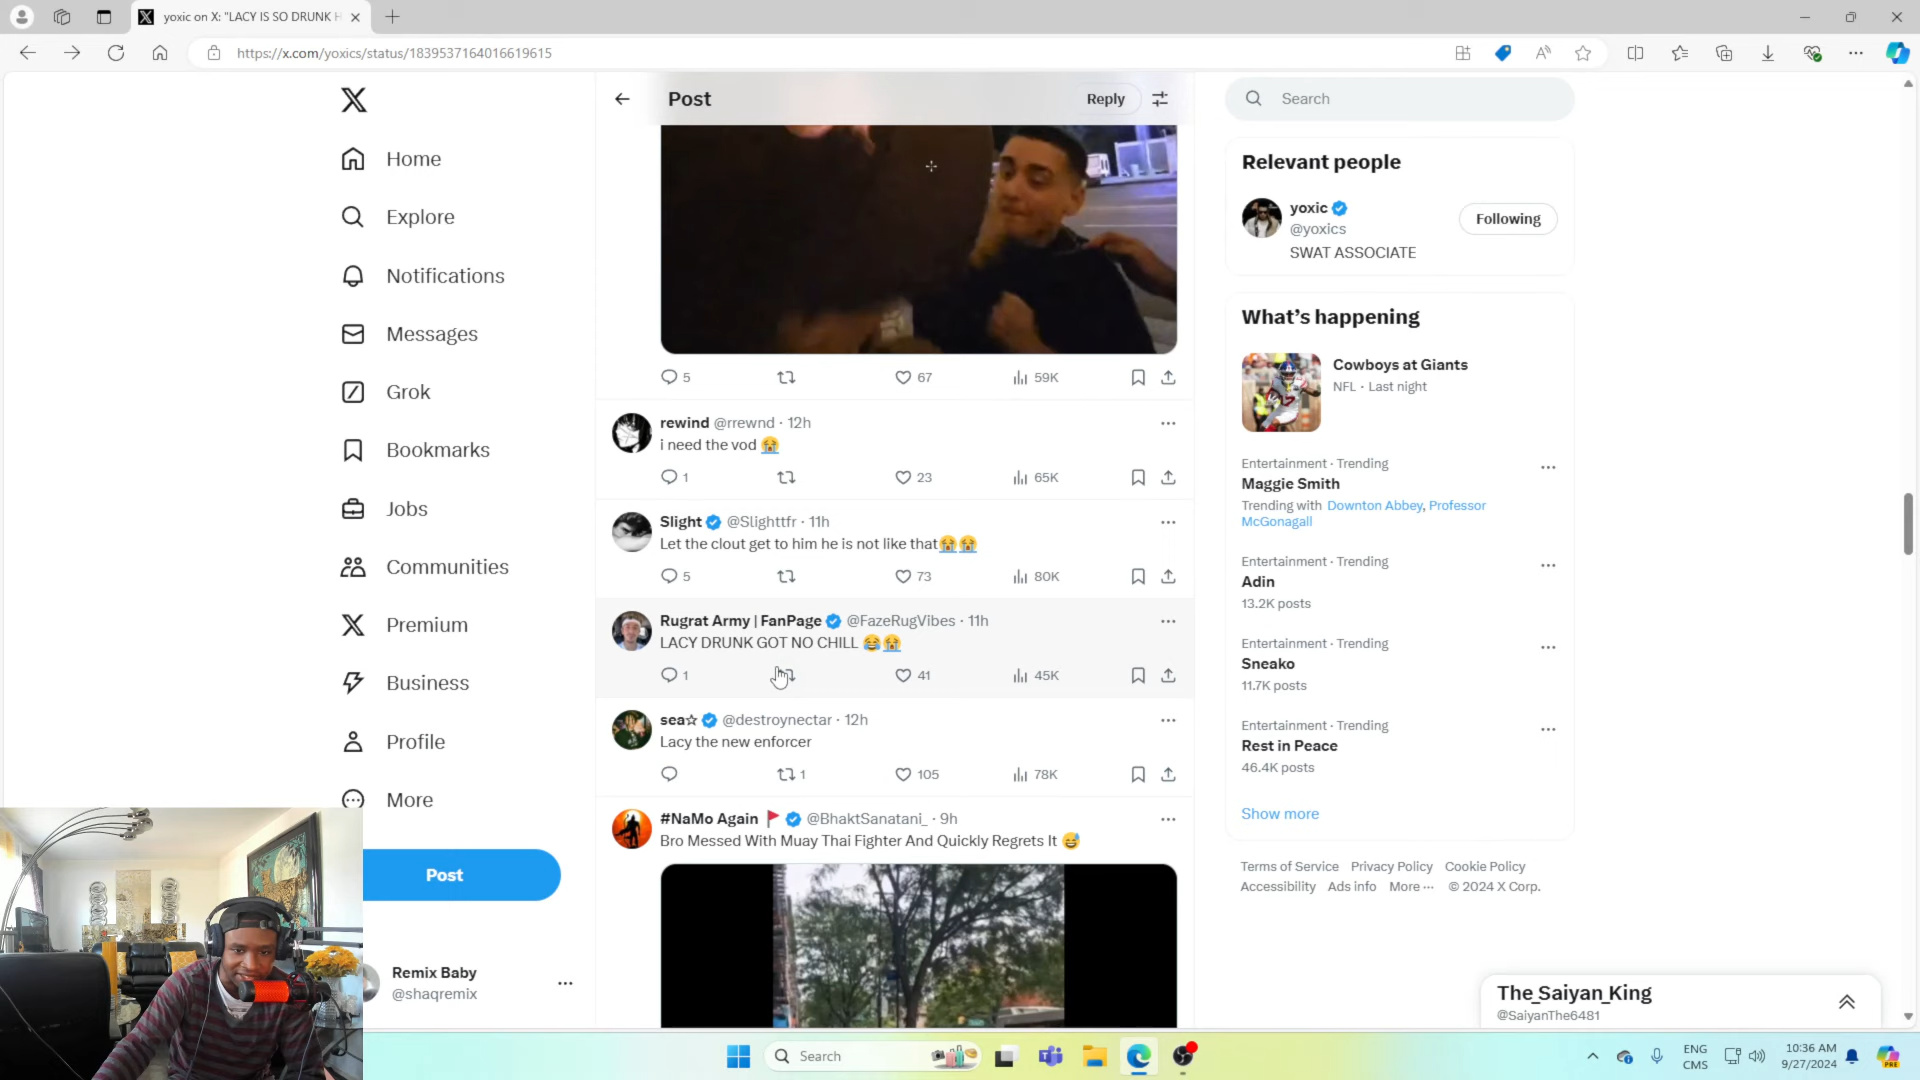 yoxic on X: "LACY IS SO DRUNK H
https://x.com/yoxics/status/1839537164016619615
Home
Explore
Notifications
Messages
Grok
Bookmarks
Jobs
Communities
Premium
Business
Profile
More
Post
Remix Baby
@shaqremix
Post
Reply
5
67
59K
rewind @rrewnd · 12h
i need the vod 😭
1
23
65K
Slight @Slighttfr · 11h
Let the clout get to him he is not like that😭😭
5
73
80K
Rugrat Army | FanPage @FazeRugVibes · 11h
LACY DRUNK GOT NO CHILL 😂😭
1
41
45K
sea☆ @destroynectar · 12h
Lacy the new enforcer
1
105
78K
#NaMo Again 🚩 @BhaktSanatani_ · 9h
Bro Messed With Muay Thai Fighter And Quickly Regrets It 😅
Search
Relevant people
yoxic
@yoxics
Following
SWAT ASSOCIATE
What's happening
Cowboys at Giants
NFL · Last night
Entertainment · Trending
Maggie Smith
Trending with Downton Abbey, Professor
McGonagall
Entertainment · Trending
Adin
13.2K posts
Entertainment · Trending
Sneako
11.7K posts
Entertainment · Trending
Rest in Peace
46.4K posts
Show more
Terms of Service Privacy Policy Cookie Policy
Accessibility Ads info More ··· © 2024 X Corp.
The_Saiyan_King
@SaiyanThe6481
Search
ENG
CMS
10:36 AM
9/27/2024
PRE